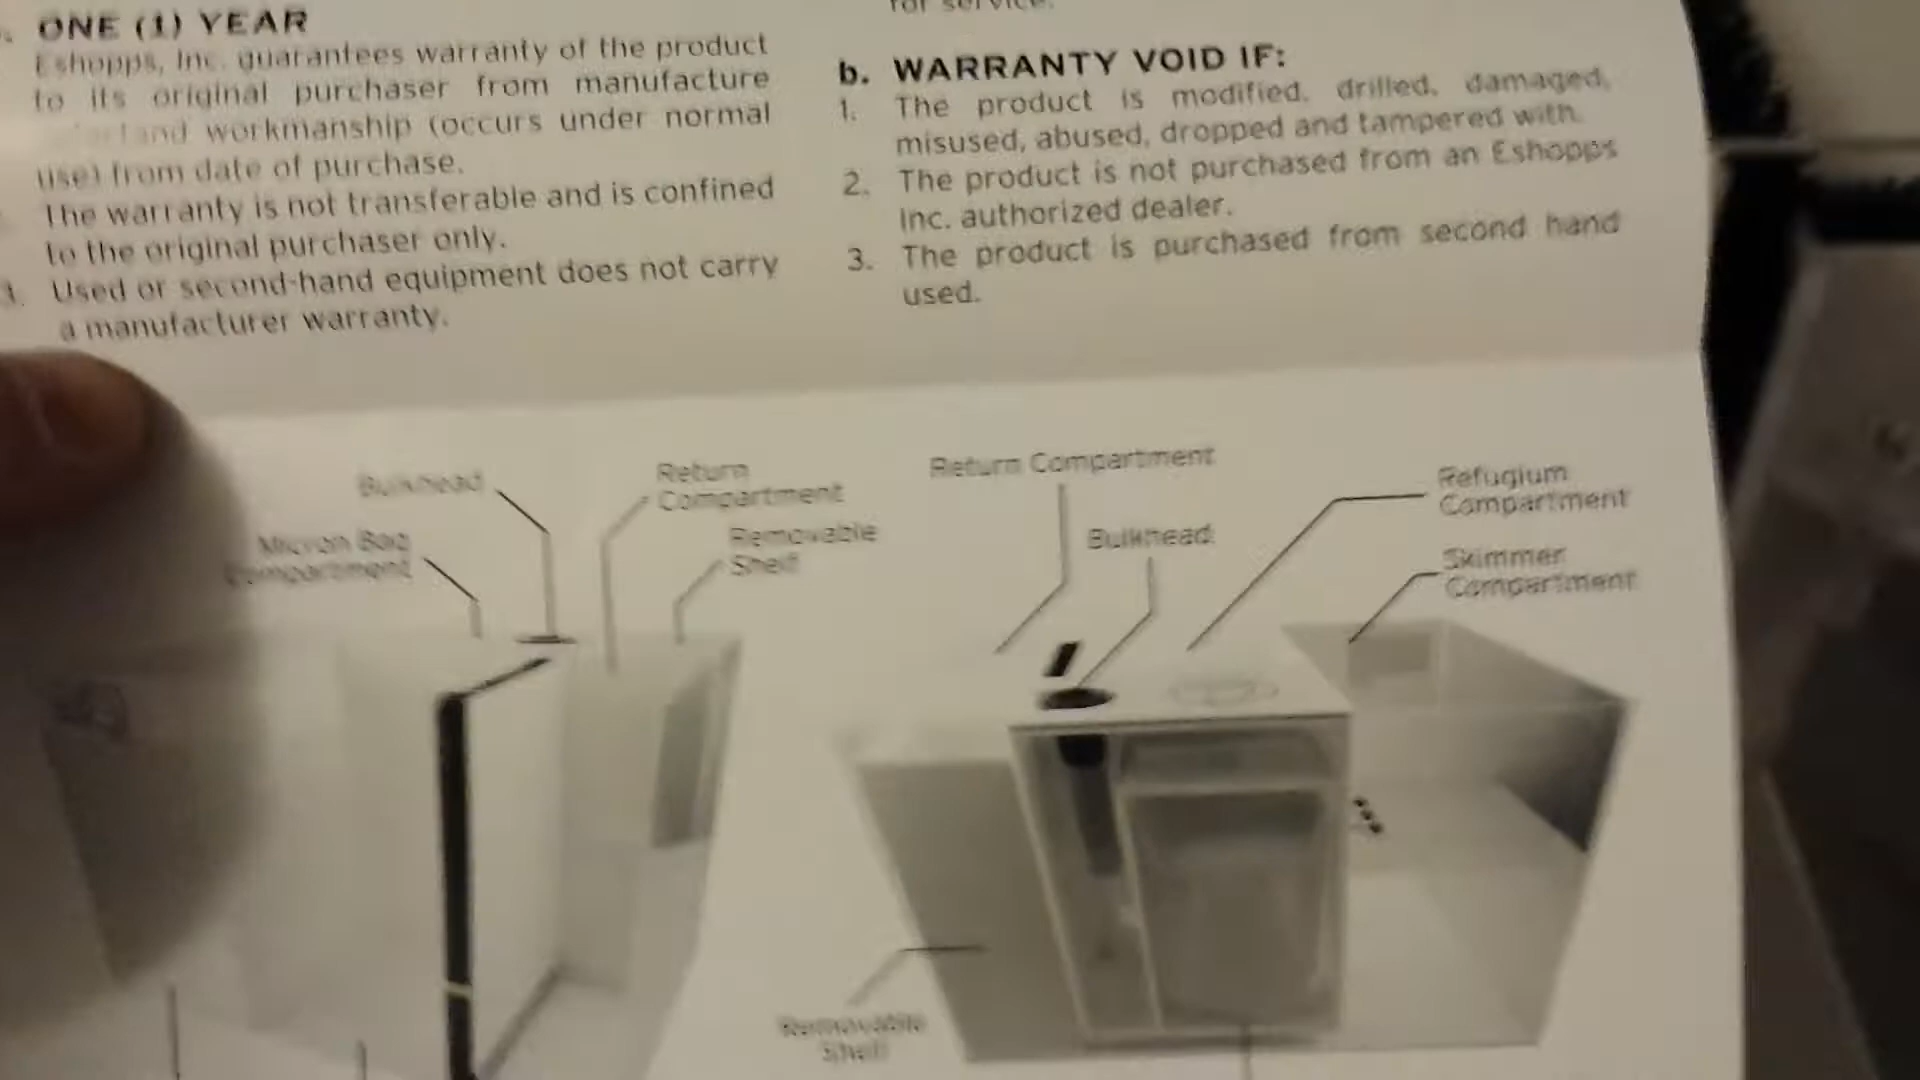 ONE (1) YEAR
Eshopps, Inc. guarantees warranty of the product
to its original purchaser from manufacture
and workmanship (occurs under normal
use) from date of purchase.
The warranty is not transferable and is confined
to the original purchaser only.
3. Used or second-hand equipment does not carry
a manufacturer warranty.
for service.
b. WARRANTY VOID IF:
1. The product is modified, drilled, damaged,
misused, abused, dropped and tampered with.
2. The product is not purchased from an Eshopps
Inc. authorized dealer.
3. The product is purchased from second hand
used.
Bulkhead
Return
Compartment
Micron Bag
Compartment
Removable
Shelf
Return Compartment
Bulkhead
Refugium
Compartment
Skimmer
Compartment
Removable
Shelf